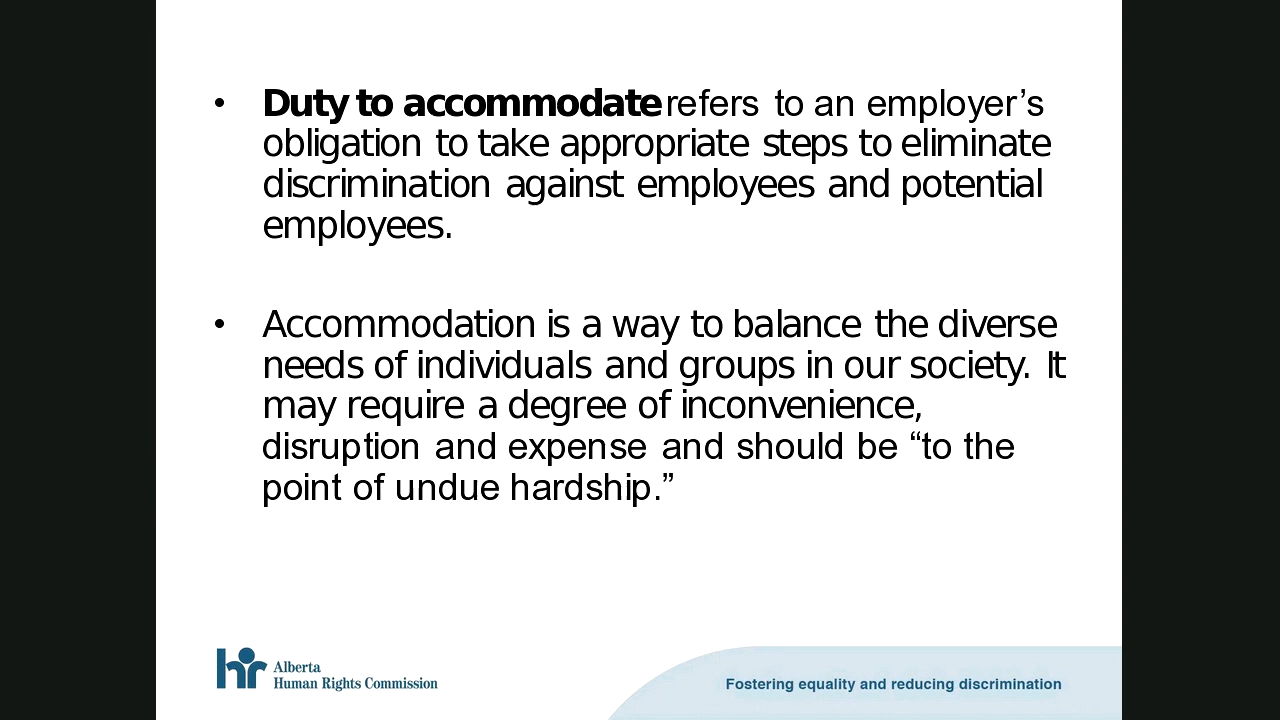 • Duty to accommodate refers to an employer’s
obligation to take appropriate steps to eliminate
discrimination against employees and potential
employees.
• Accommodation is a way to balance the diverse
needs of individuals and groups in our society. It
may require a degree of inconvenience,
disruption and expense and should be “to the
point of undue hardship.”
hr Alberta
Human Rights Commission
Fostering equality and reducing discrimination